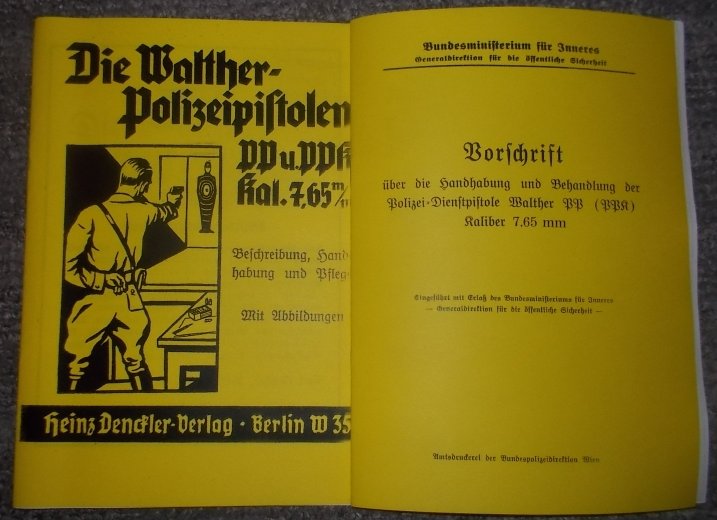 Die Walther-
Polizeipistolen
PP u. PPK
Kal. 7,65 m/m
Beschreibung, Hand
habung und Pfleg
Mit Abbildungen
Heinz Denckler-Verlag · Berlin W 35
Bundesministerium für Inneres
Generaldirektion für die öffentliche Sicherheit
Vorschrift
über die Handhabung und Behandlung der
Polizei-Dienstpistole Walther PP (PPK)
Kaliber 7,65 mm
Eingeführt mit Erlaß des Bundesministeriums für Inneres
— Generaldirektion für die öffentliche Sicherheit —
Amtsdruckerei der Bundespolizeidirektion Wien